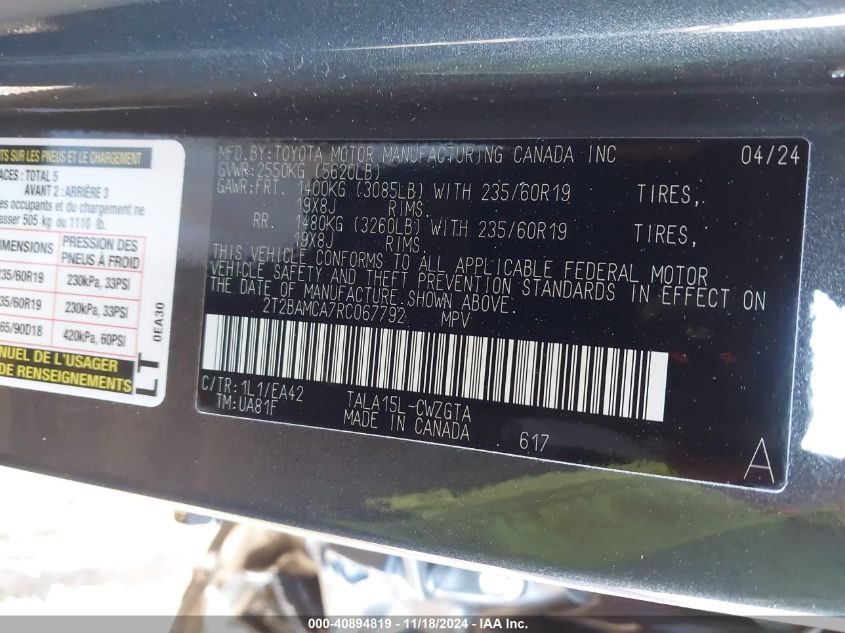 NTS SUR LES PNEUS ET LE CHARGEMENT
ACES: TOTAL 5
AVANT 2: ARRIÈRE 3
es occupants et du chargement ne
asser 505 kg ou 1110 lb.
IMENSIONS PRESSION DES PNEUS À FROID
235/60R19 230kPa, 33PSI
35/60R19 230kPa, 33PSI
65/90D18 420kPa, 60PSI
NUEL DE L'USAGER
DE RENSEIGNEMENTS
0EA30
LT
MFD.BY:TOYOTA MOTOR MANUFACTURING CANADA INC 04/24
GVWR:2550KG (5620LB)
GAWR:FRT. 1400KG (3085LB) WITH 235/60R19 TIRES,
19X8J RIMS.
RR. 1480KG (3260LB) WITH 235/60R19 TIRES,
19X8J RIMS.
THIS VEHICLE CONFORMS TO ALL APPLICABLE FEDERAL MOTOR
VEHICLE SAFETY AND THEFT PREVENTION STANDARDS IN EFFECT ON
THE DATE OF MANUFACTURE SHOWN ABOVE.
2T2BAMCA7RC067792 MPV
C/TR:1L1/EA42 TALA15L-CWZGTA
TM:UA81F MADE IN CANADA 617
A
000-40894819 - 11/18/2024 - IAA Inc.